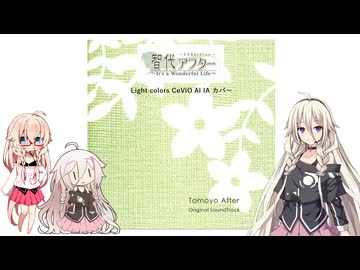 智代アフター
～It's a Wonderful Life～
Light colors CeVIO AI IA カバー
Tomoyo After
Original SoundTrack